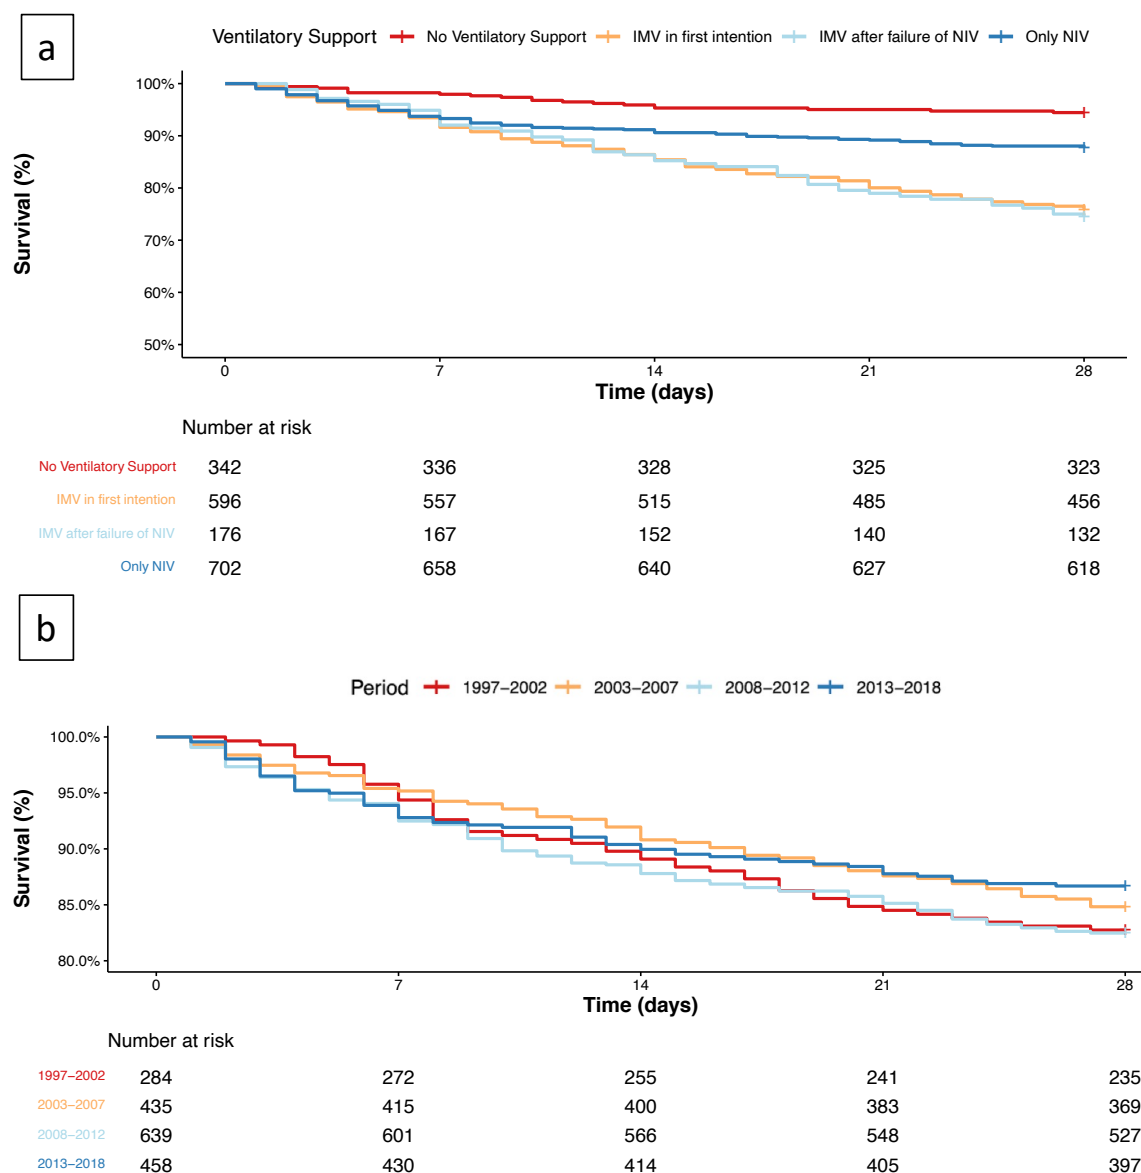 a
Ventilatory Support No Ventilatory Support IMV in first intention IMV after failure of NIV Only NIV
Survival (%)
100%
90%
80%
70%
60%
50%
0 7 14 21 28
Time (days)
Number at risk
No Ventilatory Support 342 336 328 325 323
IMV in first intention 596 557 515 485 456
IMV after failure of NIV 176 167 152 140 132
Only NIV 702 658 640 627 618
b
Period 1997–2002 2003–2007 2008–2012 2013–2018
Survival (%)
100.0%
95.0%
90.0%
85.0%
80.0%
0 7 14 21 28
Time (days)
Number at risk
1997–2002 284 272 255 241 235
2003–2007 435 415 400 383 369
2008–2012 639 601 566 548 527
2013–2018 458 430 414 405 397